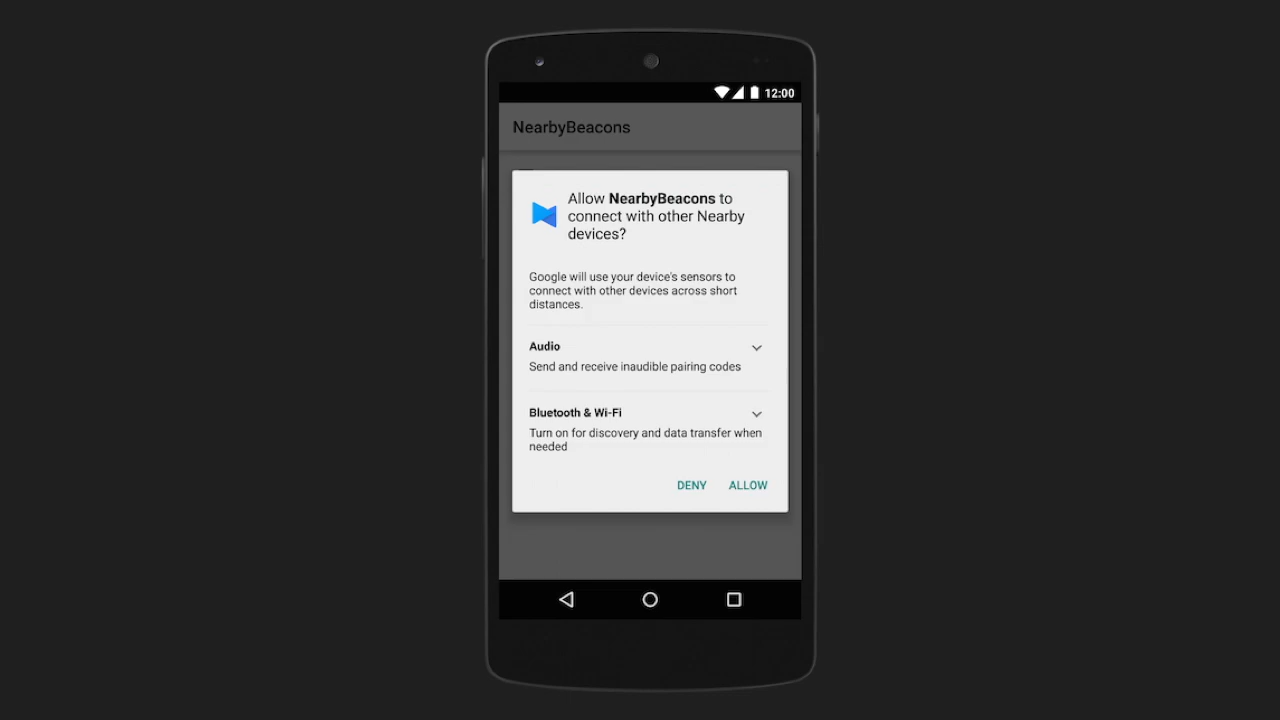 12:00
NearbyBeacons
Allow NearbyBeacons to
connect with other Nearby
devices?
Google will use your device's sensors to
connect with other devices across short
distances.
Audio
Send and receive inaudible pairing codes
Bluetooth & Wi-Fi
Turn on for discovery and data transfer when
needed
DENY ALLOW